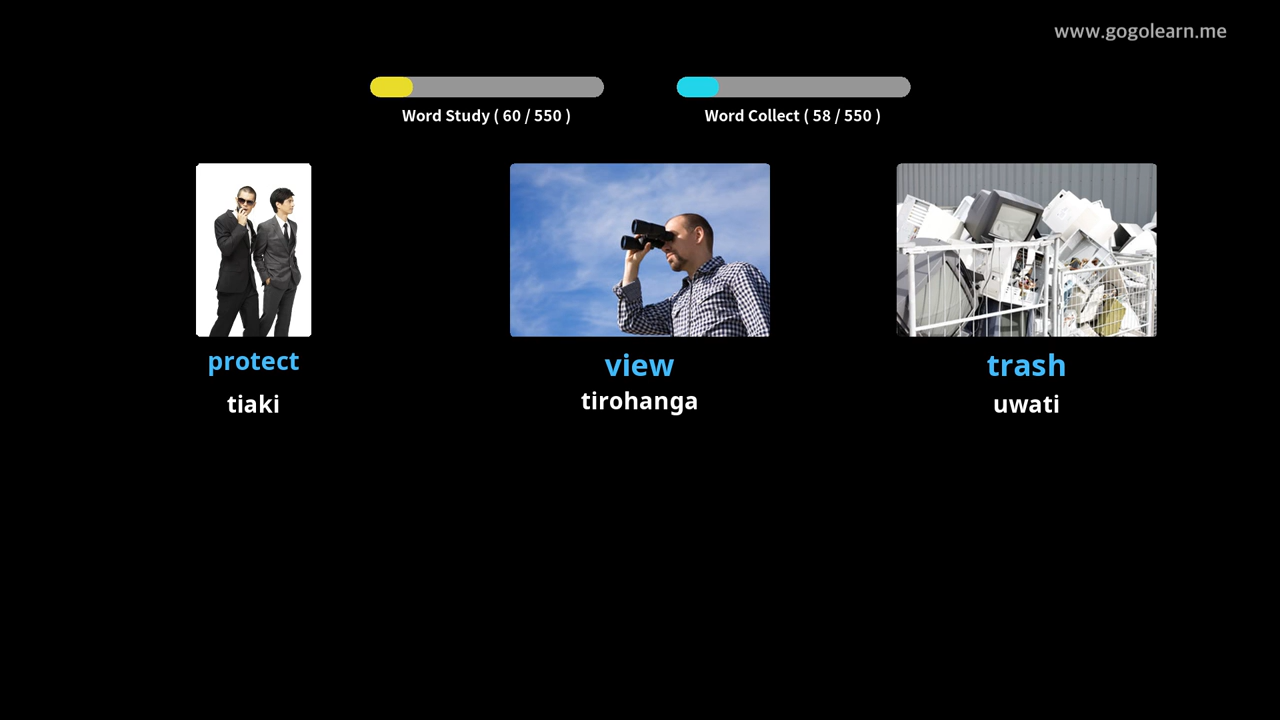 www.gogolearn.me
Word Study ( 60 / 550 )
Word Collect ( 58 / 550 )
protect
tiaki
view
tirohanga
trash
uwati